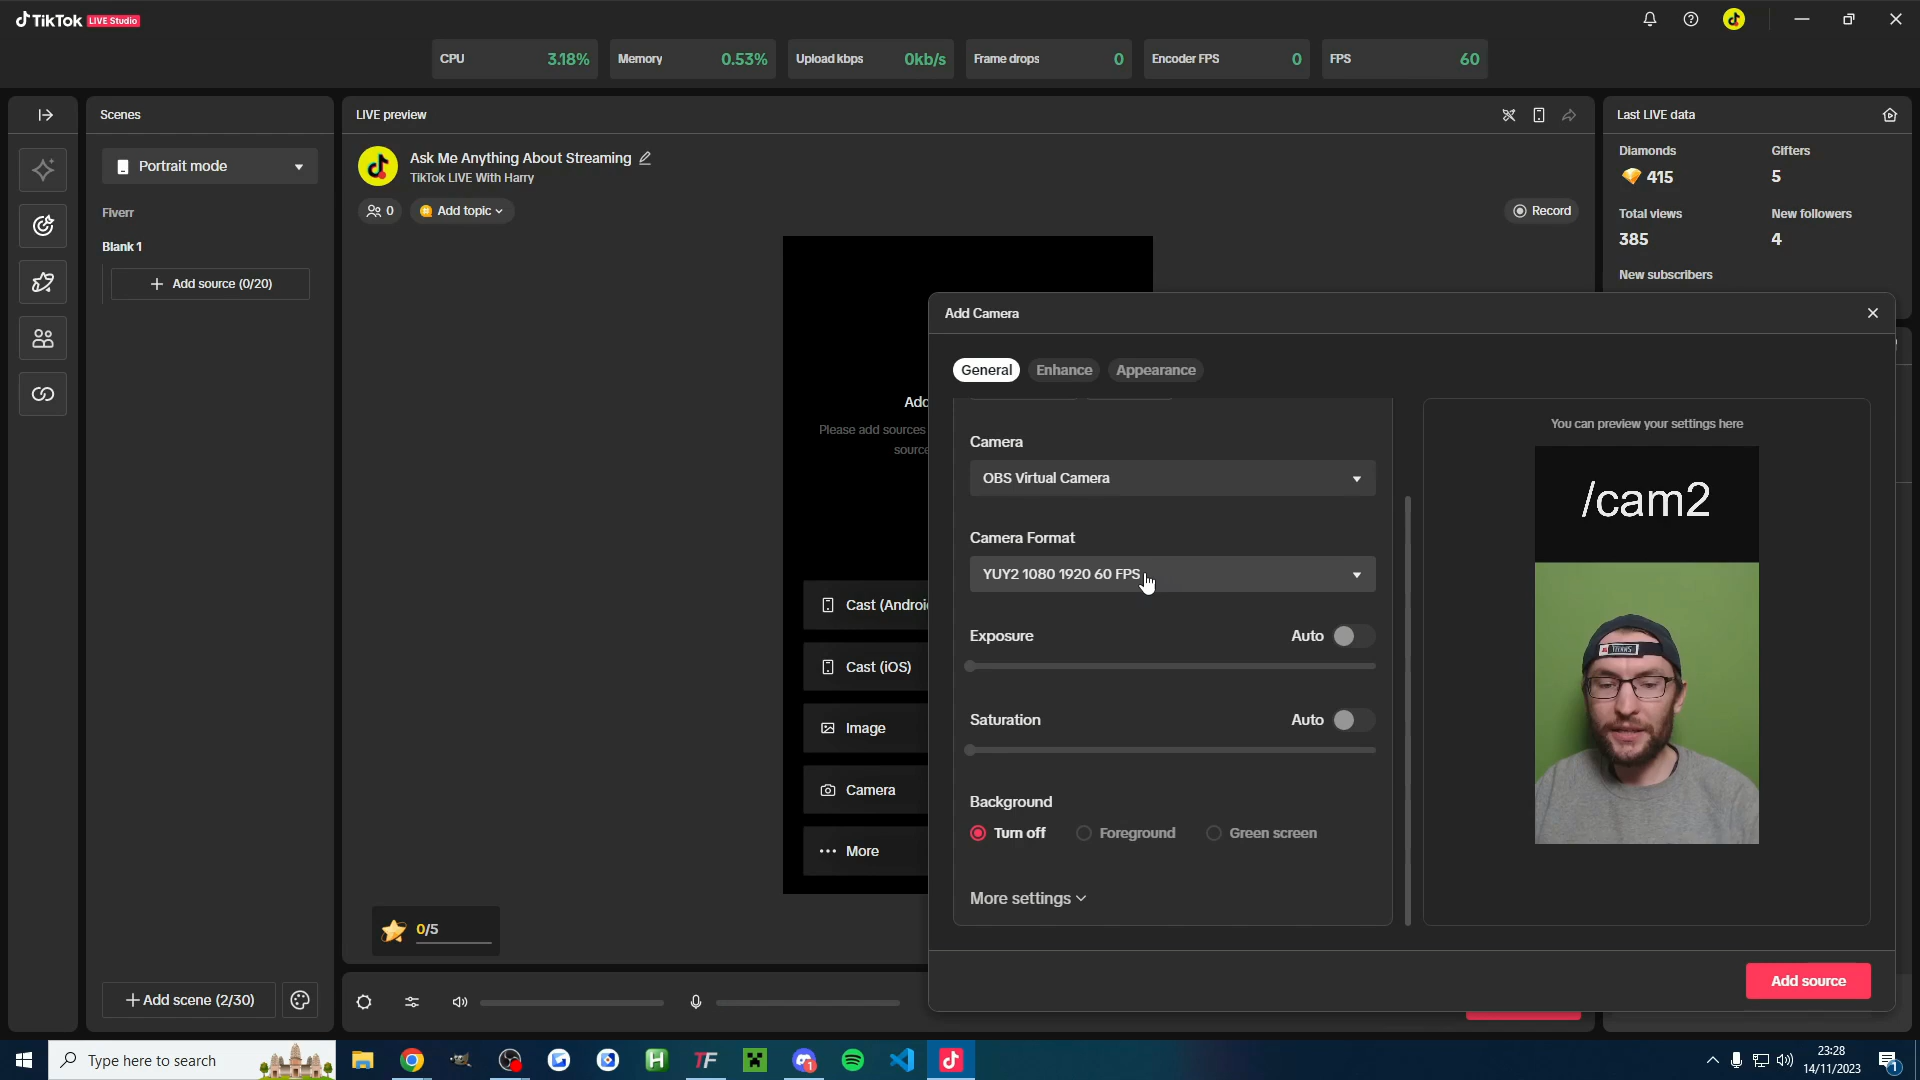 TikTok LIVE Studio
CPU 3.18%
Memory 0.53%
Upload kbps 0kb/s
Frame drops 0
Encoder FPS 0
FPS 60
Scenes
Portrait mode
Fiverr
Blank 1
+ Add source (0/20)
+ Add scene (2/30)
LIVE preview
Ask Me Anything About Streaming
TikTok LIVE With Harry
0
Add topic
Record
Please add sources
source
Cast (Androi
Cast (iOS)
Image
Camera
More
0/5
Last LIVE data
Diamonds Gifters
415 5
Total views New followers
385 4
New subscribers
Add Camera
General Enhance Appearance
Camera
OBS Virtual Camera
Camera Format
YUY2 1080 1920 60 FPS
Exposure Auto
Saturation Auto
Background
Turn off Foreground Green screen
More settings
You can preview your settings here
/cam2
Add source
Type here to search
23:28
14/11/2023
1